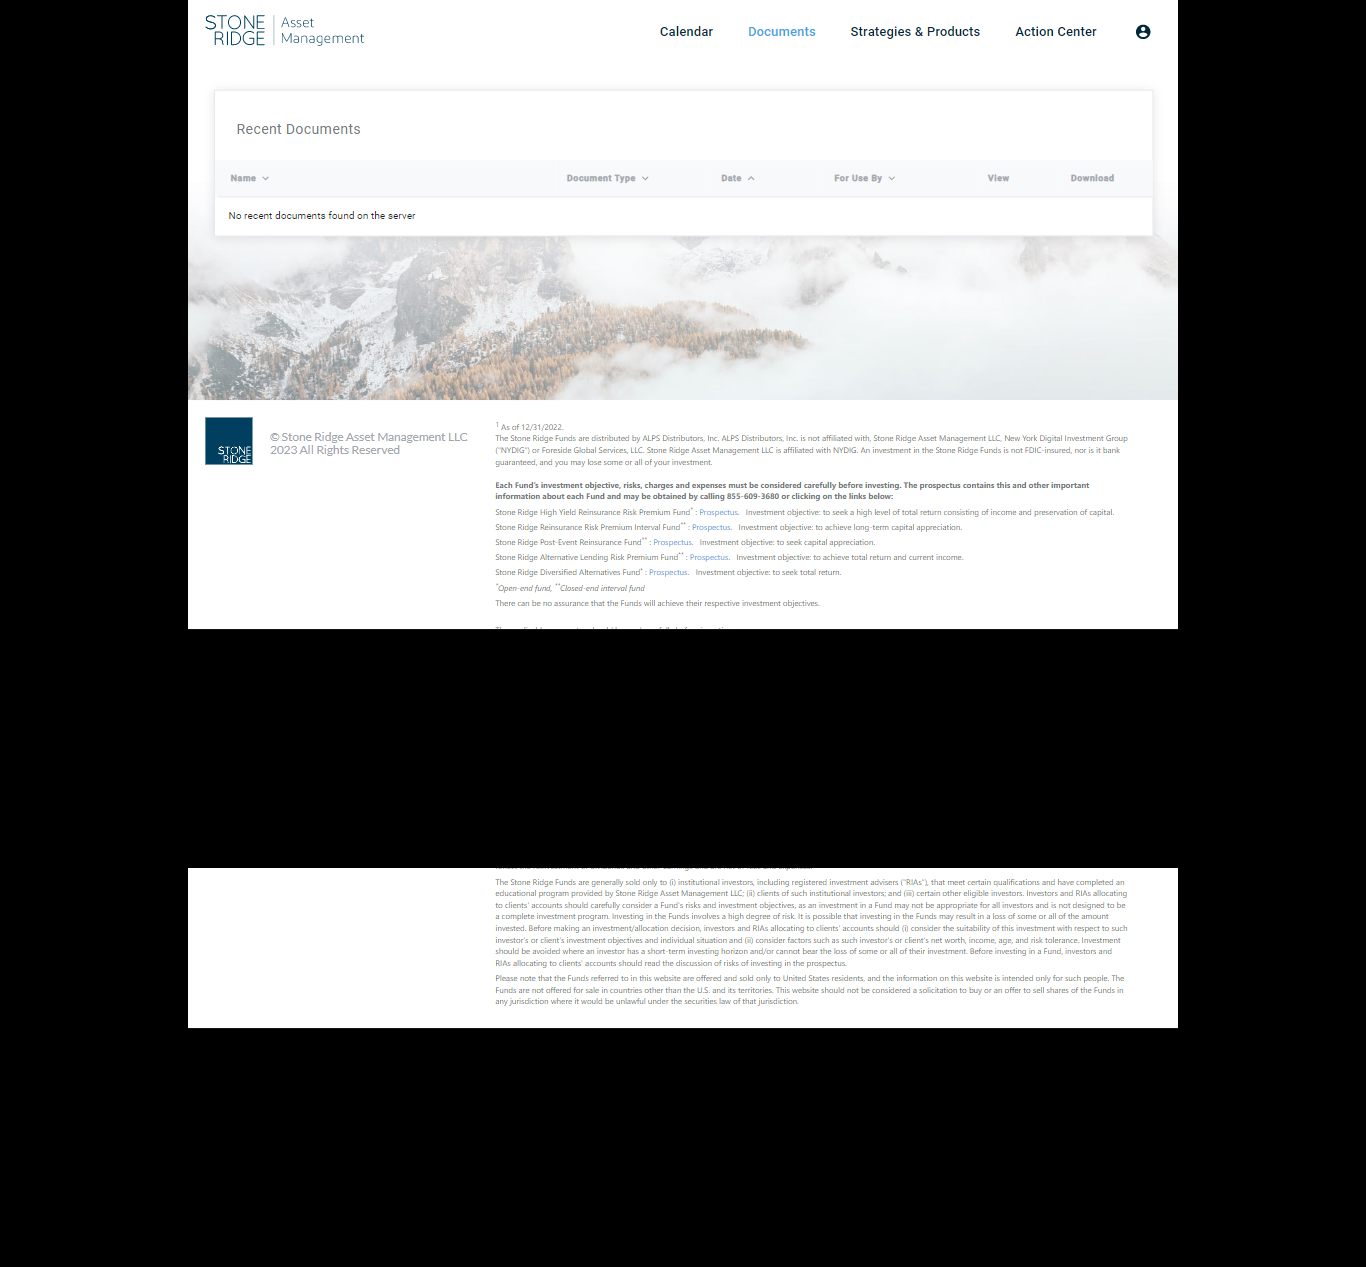 STONE RIDGE Asset Management
Calendar Documents Strategies & Products Action Center
Recent Documents
Name Document Type Date For Use By View Download
No recent documents found on the server
STONE RIDGE
© Stone Ridge Asset Management LLC
2023 All Rights Reserved
1 As of 12/31/2022.
The Stone Ridge Funds are distributed by ALPS Distributors, Inc. ALPS Distributors, Inc. is not affiliated with, Stone Ridge Asset Management LLC, New York Digital Investment Group
("NYDIG") or Foreside Global Services, LLC. Stone Ridge Asset Management LLC is affiliated with NYDIG. An investment in the Stone Ridge Funds is not FDIC-insured, nor is it bank
guaranteed, and you may lose some or all of your investment.
Each Fund's investment objective, risks, charges and expenses must be considered carefully before investing. The prospectus contains this and other important
information about each Fund and may be obtained by calling 855-609-3680 or clicking on the links below:
Stone Ridge High Yield Reinsurance Risk Premium Fund* : Prospectus. Investment objective: to seek a high level of total return consisting of income and preservation of capital.
Stone Ridge Reinsurance Risk Premium Interval Fund** : Prospectus. Investment objective: to achieve long-term capital appreciation.
Stone Ridge Post-Event Reinsurance Fund** : Prospectus. Investment objective: to seek capital appreciation.
Stone Ridge Alternative Lending Risk Premium Fund** : Prospectus. Investment objective: to achieve total return and current income.
Stone Ridge Diversified Alternatives Fund* : Prospectus. Investment objective: to seek total return.
*Open-end fund, **Closed-end interval fund
There can be no assurance that the Funds will achieve their respective investment objectives.
The Stone Ridge Funds are generally sold only to (i) institutional investors, including registered investment advisers ("RIAs"), that meet certain qualifications and have completed an
educational program provided by Stone Ridge Asset Management LLC; (ii) clients of such institutional investors; and (iii) certain other eligible investors. Investors and RIAs allocating
to clients' accounts should carefully consider a Fund's risks and investment objectives, as an investment in a Fund may not be appropriate for all investors and is not designed to be
a complete investment program. Investing in the Funds involves a high degree of risk. It is possible that investing in the Funds may result in a loss of some or all of the amount
invested. Before making an investment/allocation decision, investors and RIAs allocating to clients' accounts should (i) consider the suitability of this investment with respect to such
investor's or client's investment objectives and individual situation and (ii) consider factors such as such investor's or client's net worth, income, age, and risk tolerance. Investment
should be avoided where an investor has a short-term investing horizon and/or cannot bear the loss of some or all of their investment. Before investing in a Fund, investors and
RIAs allocating to clients' accounts should read the discussion of risks of investing in the prospectus.
Please note that the Funds referred to in this website are offered and sold only to United States residents, and the information on this website is intended only for such people. The
Funds are not offered for sale in countries other than the U.S. and its territories. This website should not be considered a solicitation to buy or an offer to sell shares of the Funds in
any jurisdiction where it would be unlawful under the securities law of that jurisdiction.